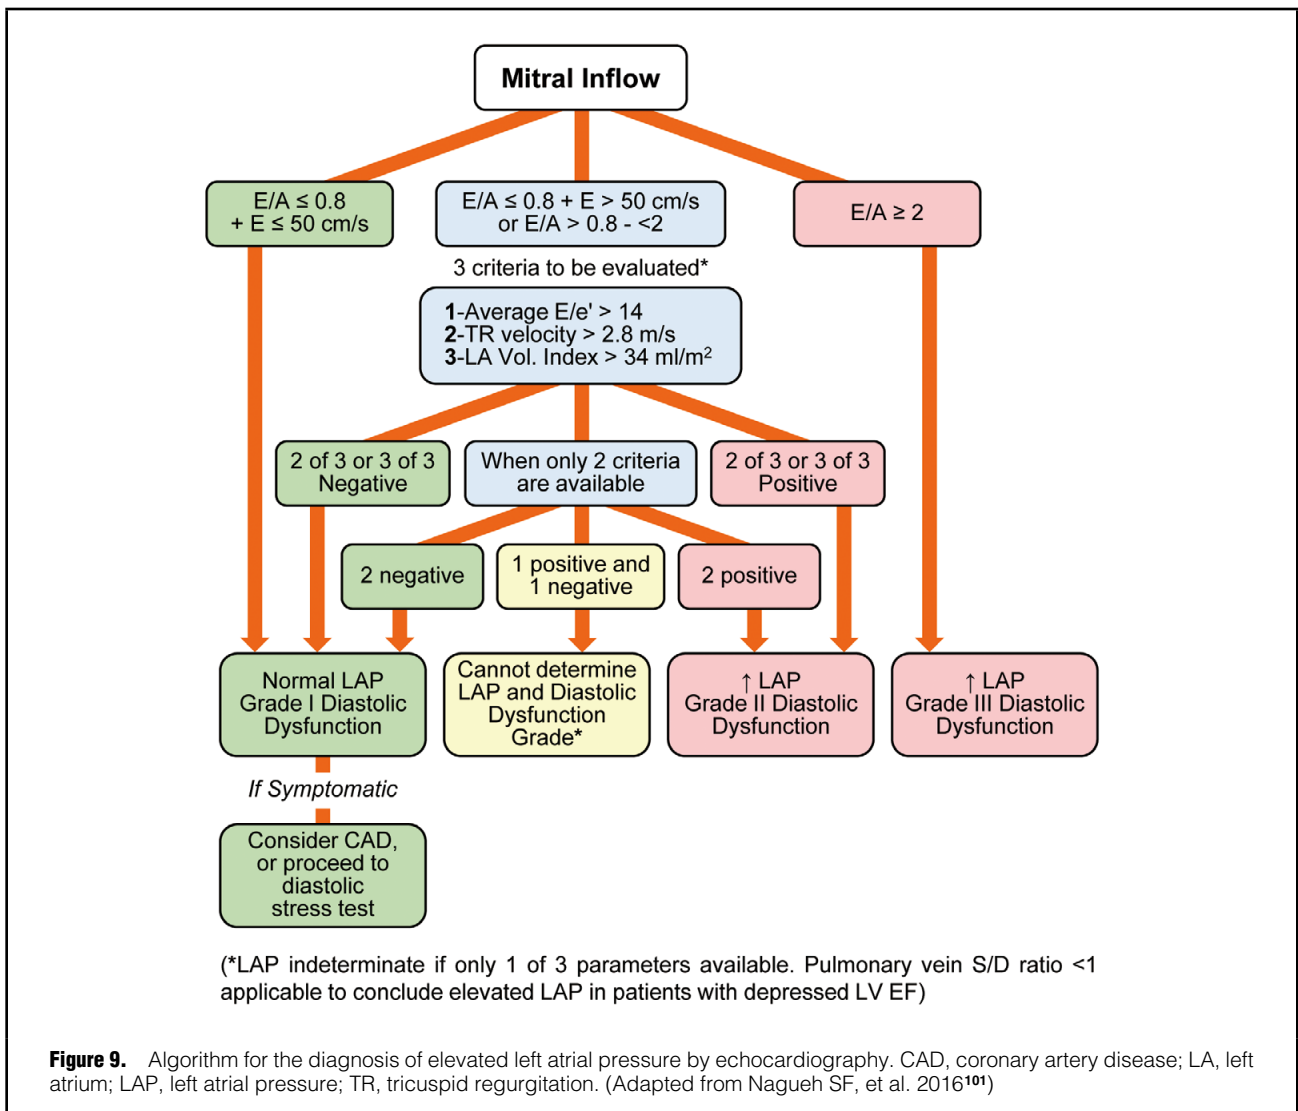 Mitral Inflow
E/A ≤ 0.8
+ E ≤ 50 cm/s
E/A ≤ 0.8 + E > 50 cm/s
or E/A > 0.8 - <2
E/A ≥ 2
3 criteria to be evaluated*
1-Average E/e' > 14
2-TR velocity > 2.8 m/s
3-LA Vol. Index > 34 ml/m²
2 of 3 or 3 of 3
Negative
When only 2 criteria
are available
2 of 3 or 3 of 3
Positive
2 negative
1 positive and
1 negative
2 positive
Normal LAP
Grade I Diastolic
Dysfunction
Cannot determine
LAP and Diastolic
Dysfunction
Grade*
↑ LAP
Grade II Diastolic
Dysfunction
↑ LAP
Grade III Diastolic
Dysfunction
If Symptomatic
Consider CAD,
or proceed to
diastolic
stress test
(*LAP indeterminate if only 1 of 3 parameters available. Pulmonary vein S/D ratio <1
applicable to conclude elevated LAP in patients with depressed LV EF)
Figure 9. Algorithm for the diagnosis of elevated left atrial pressure by echocardiography. CAD, coronary artery disease; LA, left
atrium; LAP, left atrial pressure; TR, tricuspid regurgitation. (Adapted from Nagueh SF, et al. 2016¹⁰¹)